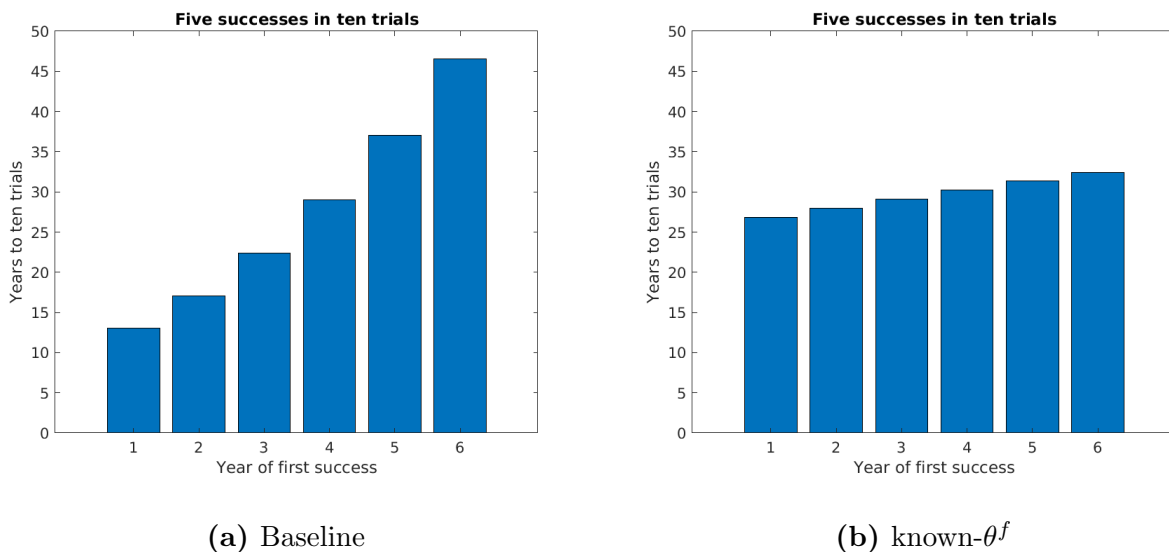 Five successes in ten trials
50
45
40
35
30
25
20
15
10
5
0
Years to ten trials
1 2 3 4 5 6
Year of first success
(a) Baseline
Five successes in ten trials
50
45
40
35
30
25
20
15
10
5
0
Years to ten trials
1 2 3 4 5 6
Year of first success
(b) known-θ^f